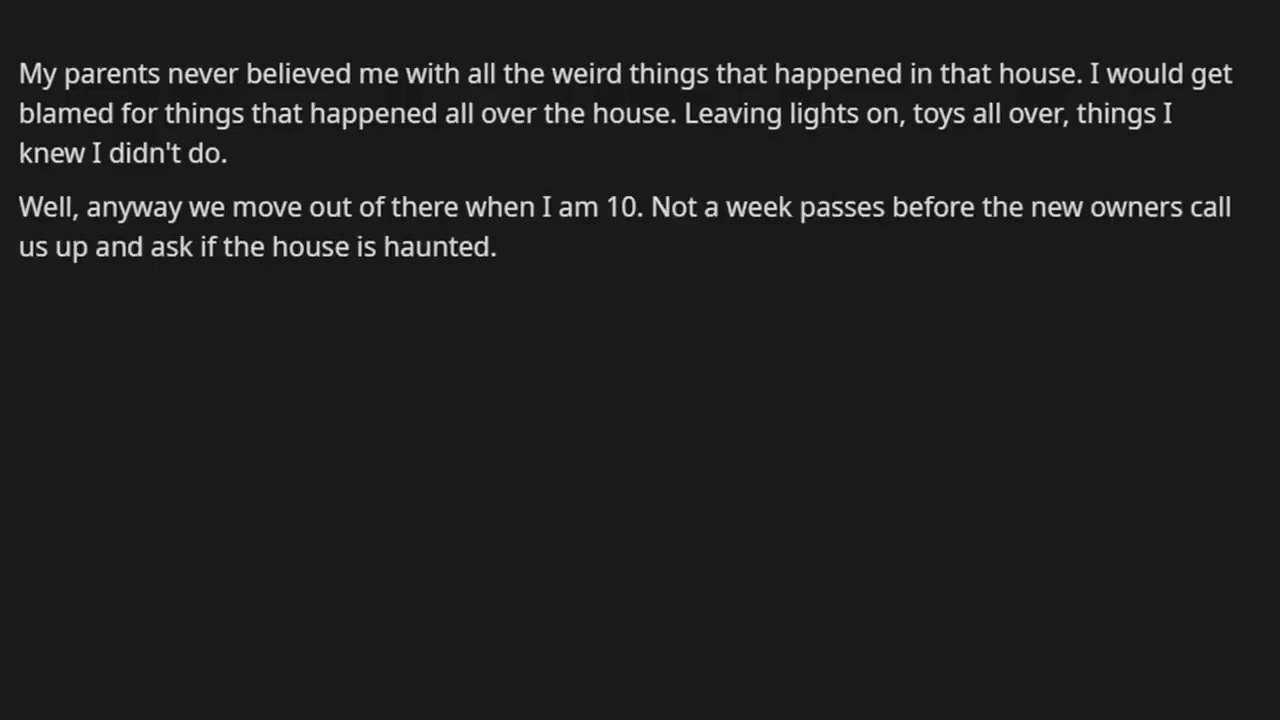 My parents never believed me with all the weird things that happened in that house. I would get
blamed for things that happened all over the house. Leaving lights on, toys all over, things I
knew I didn't do.
Well, anyway we move out of there when I am 10. Not a week passes before the new owners call
us up and ask if the house is haunted.